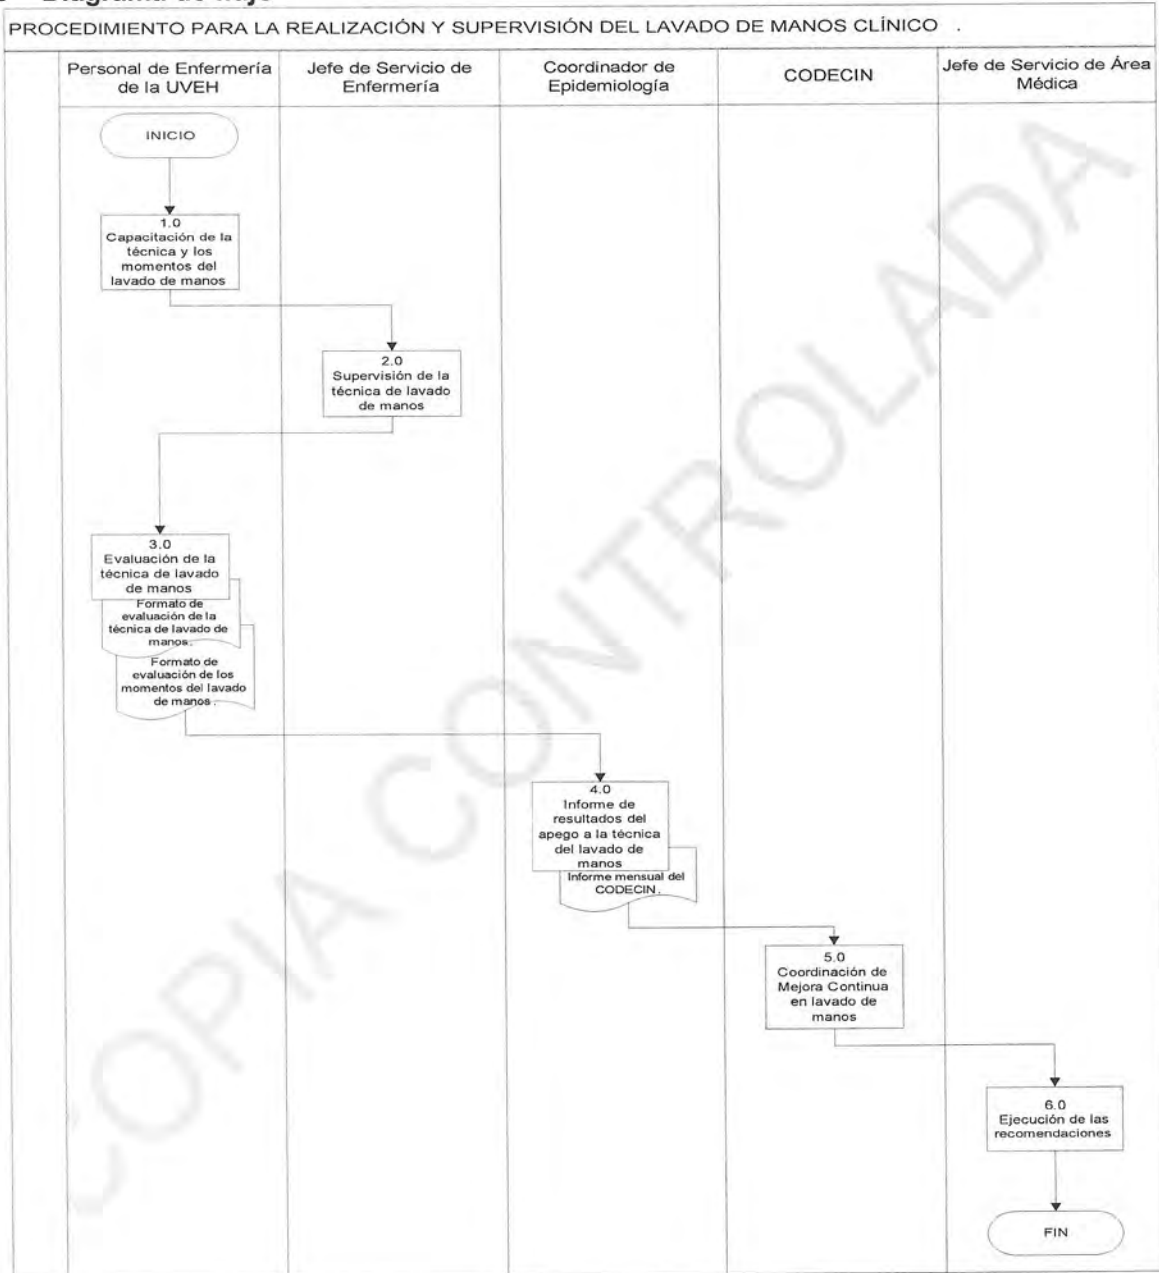 Diagrama de flujo
PROCEDIMIENTO PARA LA REALIZACIÓN Y SUPERVISIÓN DEL LAVADO DE MANOS CLÍNICO .
Personal de Enfermería
de la UVEH
Jefe de Servicio de
Enfermería
Coordinador de
Epidemiología
CODECIN
Jefe de Servicio de Área
Médica
INICIO
1.0
Capacitación de la
técnica y los
momentos del
lavado de manos
2.0
Supervisión de la
técnica de lavado
de manos
3.0
Evaluación de la
técnica de lavado
de manos
Formato de
evaluación de la
técnica de lavado de
manos.
Formato de
evaluación de los
momentos del lavado
de manos.
4.0
Informe de
resultados del
apego a la técnica
del lavado de
manos
Informe mensual del
CODECIN.
5.0
Coordinación de
Mejora Continua
en lavado de
manos
6.0
Ejecución de las
recomendaciones
FIN
COPIA CONTROLADA